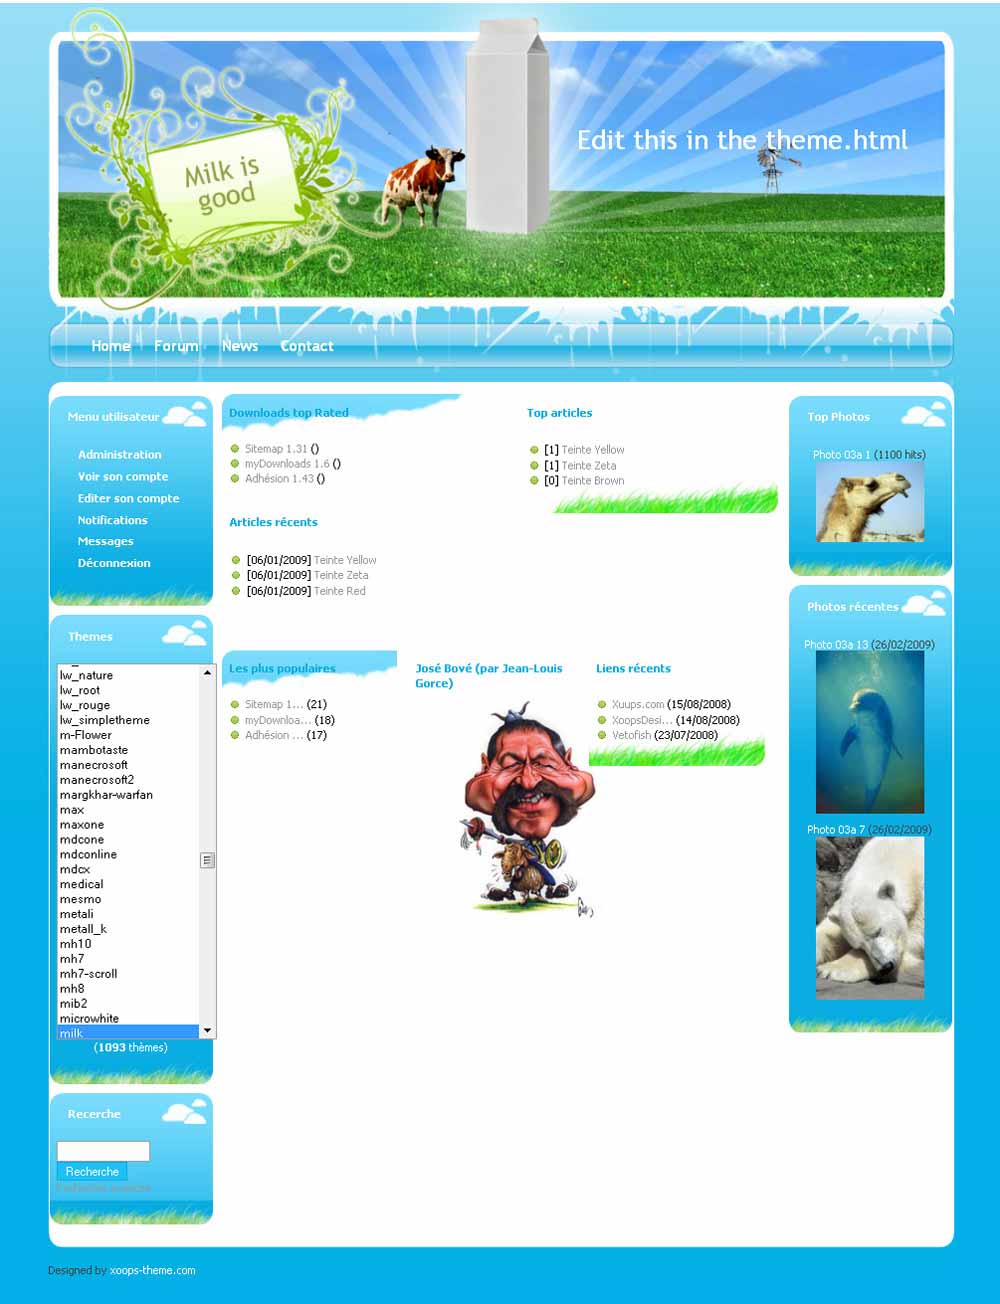 Milk is
good
Edit this in the theme.html
Home Forum News Contact
Menu utilisateur
Administration
Voir son compte
Editer son compte
Notifications
Messages
Déconnexion
Themes
lw_nature
lw_root
lw_rouge
lw_simpletheme
m-Flower
mambotaste
manecrosoft
manecrosoft2
margkhar-warfan
max
maxone
mdcone
mdconline
mdcx
medical
mesmo
metali
metall_k
mh10
mh7
mh7-scroll
mh8
mib2
microwhite
milk
(1093 thèmes)
Recerche
Recherche
Downloads top Rated
Sitemap 1.31 ()
myDownloads 1.6 ()
Adhésion 1.43 ()
Top articles
[1] Teinte Yellow
[1] Teinte Zeta
[0] Teinte Brown
Articles récents
[06/01/2009] Teinte Yellow
[06/01/2009] Teinte Zeta
[06/01/2009] Teinte Red
Les plus populaires
Sitemap 1... (21)
myDownloa... (18)
Adhésion ... (17)
José Bové (par Jean-Louis
Gorce)
Liens récents
Xuups.com (15/08/2008)
XoopsDesi... (14/08/2008)
Vetofish (23/07/2008)
Top Photos
Photo 03a 1 (1100 hits)
Photos récentes
Photo 03a 13 (26/02/2009)
Photo 03a 7 (26/02/2009)
Designed by xoops-theme.com